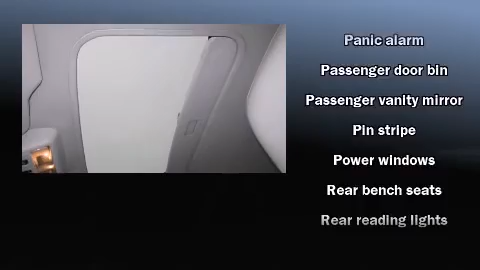 Panic alarm
Passenger door bin
Passenger vanity mirror
Pin stripe
Power windows
Rear bench seats
Rear reading lights